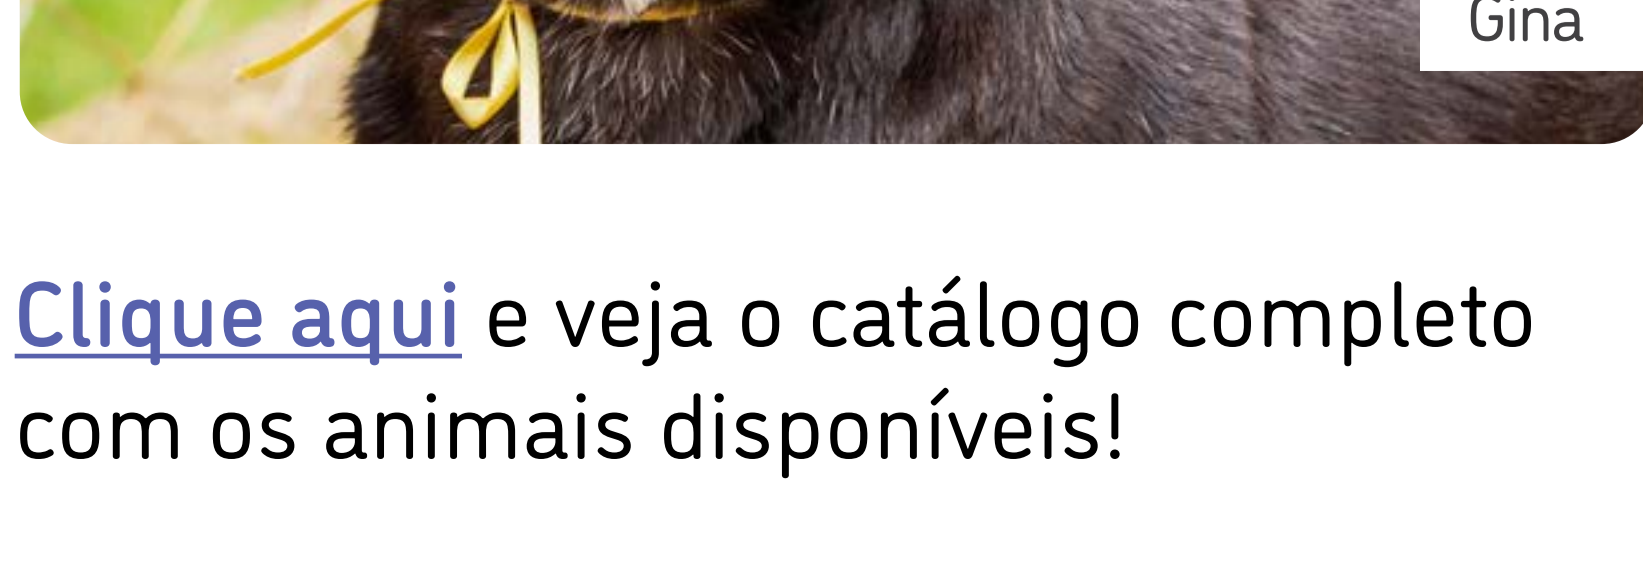 Gina
Clique aqui e veja o catálogo completo
com os animais disponíveis!